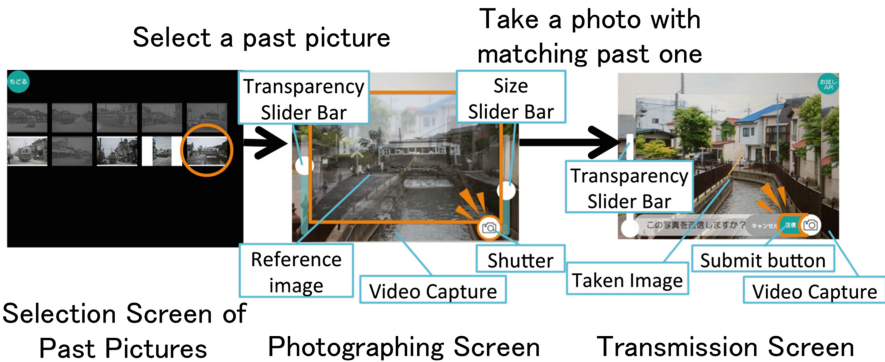 Select a past picture
Take a photo with
matching past one
もどる
Transparency
Slider Bar
Size
Slider Bar
お試し
AR
Transparency
Slider Bar
この写真を送信しますか?
キャンセル
送信
Reference
image
Video Capture
Shutter
Taken Image
Submit button
Video Capture
Selection Screen of
Past Pictures
Photographing Screen
Transmission Screen